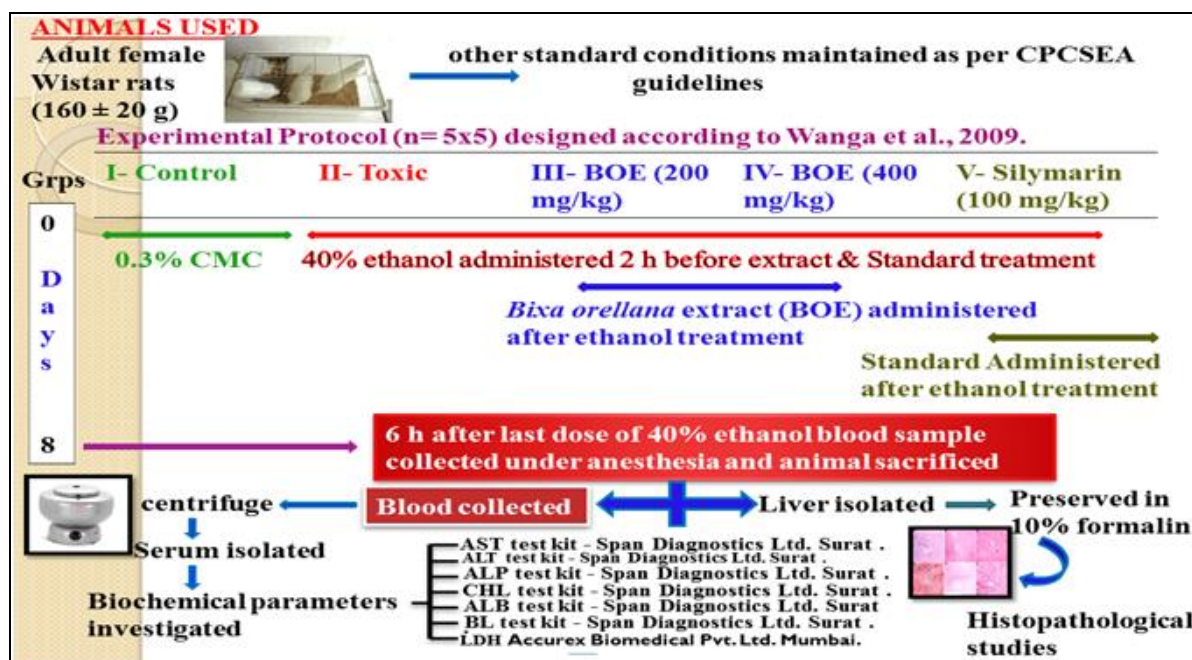 ANIMALS USED
Adult female
Wistar rats
(160 ± 20 g)
other standard conditions maintained as per CPCSEA
guidelines
Experimental Protocol (n= 5x5) designed according to Wanga et al., 2009.
Grps
I- Control
II- Toxic
III- BOE (200
mg/kg)
IV- BOE (400
mg/kg)
V- Silymarin
(100 mg/kg)
0
D
a
y
s
8
0.3% CMC
40% ethanol administered 2 h before extract & Standard treatment
Bixa orellana extract (BOE) administered
after ethanol treatment
Standard Administered
after ethanol treatment
6 h after last dose of 40% ethanol blood sample
collected under anesthesia and animal sacrificed
centrifuge
Blood collected
Liver isolated
Preserved in
10% formalin
Serum isolated
Biochemical parameters
investigated
AST test kit - Span Diagnostics Ltd. Surat .
ALT test kit - Span Diagnostics Ltd. Surat .
ALP test kit - Span Diagnostics Ltd. Surat .
CHL test kit - Span Diagnostics Ltd. Surat .
ALB test kit - Span Diagnostics Ltd. Surat
BL test kit - Span Diagnostics Ltd. Surat .
LDH Accurex Biomedical Pvt. Ltd. Mumbai.
Histopathological
studies